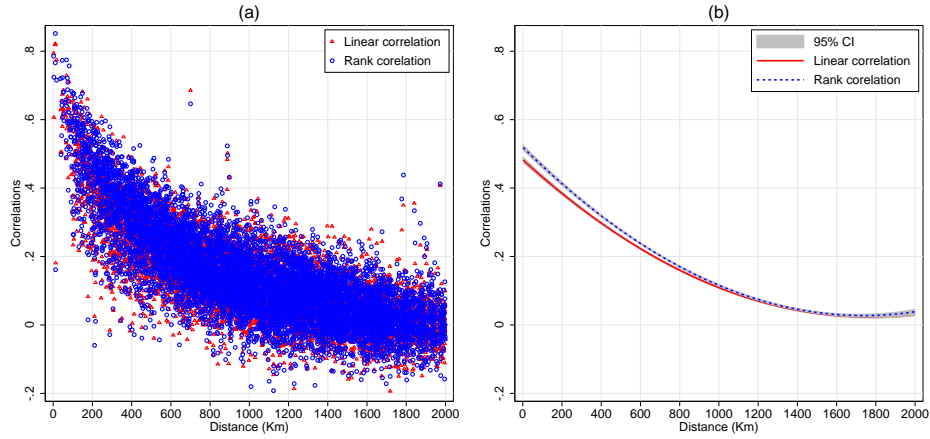 (a)
Correlations
.8
.6
.4
.2
0
-.2
0 200 400 600 800 1000 1200 1400 1600 1800 2000
Distance (Km)
Linear correlation
Rank corelation
(b)
Correlations
.8
.6
.4
.2
0
-.2
0 200 400 600 800 1000 1200 1400 1600 1800 2000
Distance (Km)
95% CI
Linear correlation
Rank corelation